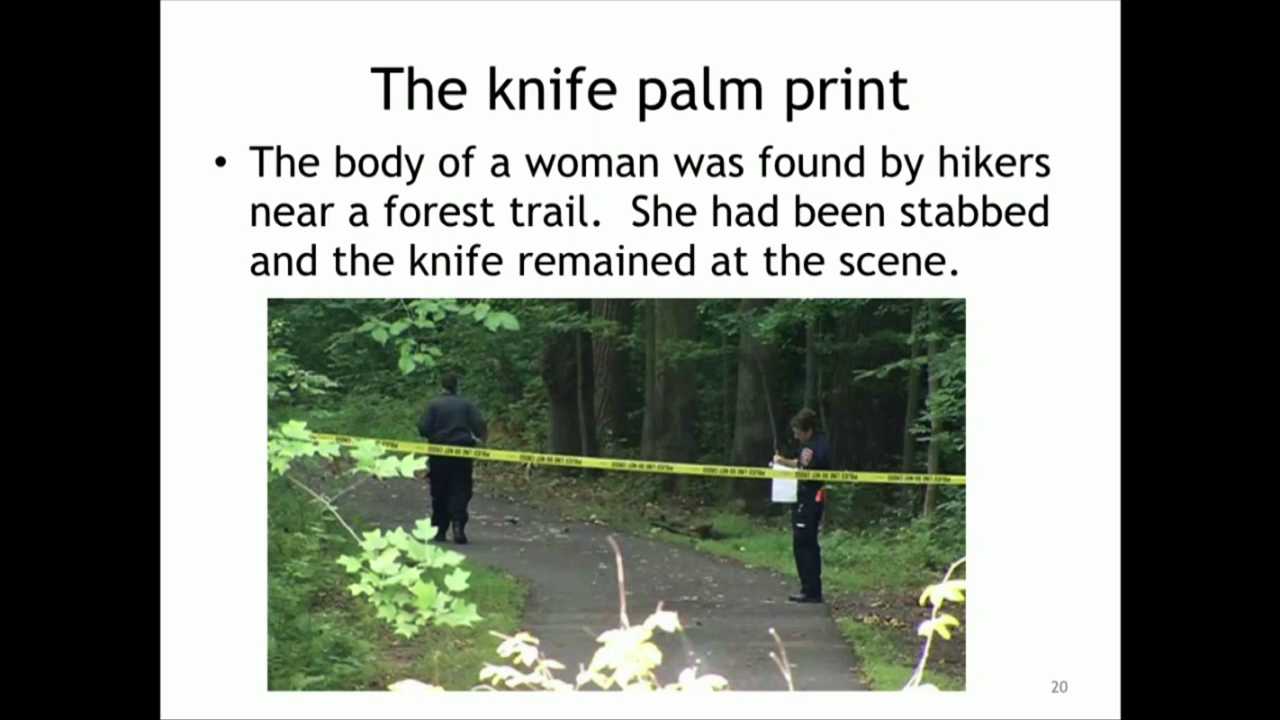 The knife palm print
• The body of a woman was found by hikers
near a forest trail.  She had been stabbed
and the knife remained at the scene.
20